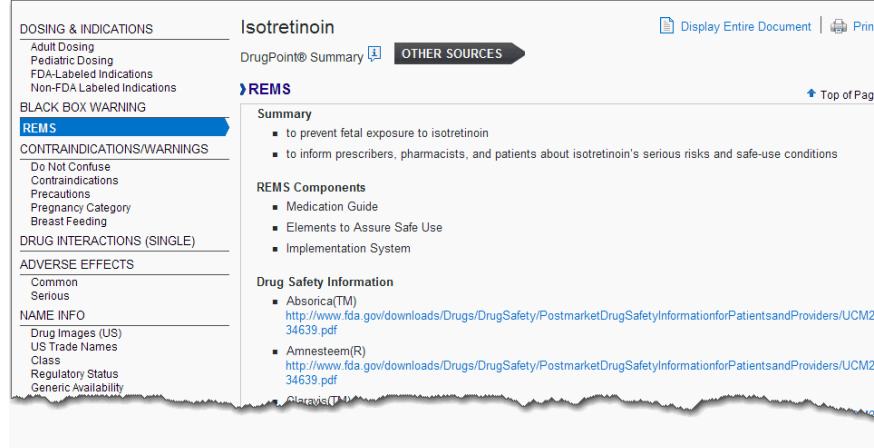 DOSING & INDICATIONS
Adult Dosing
Pediatric Dosing
FDA-Labeled Indications
Non-FDA Labeled Indications
BLACK BOX WARNING
REMS
CONTRAINDICATIONS/WARNINGS
Do Not Confuse
Contraindications
Precautions
Pregnancy Category
Breast Feeding
DRUG INTERACTIONS (SINGLE)
ADVERSE EFFECTS
Common
Serious
NAME INFO
Drug Images (US)
US Trade Names
Class
Regulatory Status
Generic Availability
Isotretinoin
Display Entire Document
Prin
DrugPoint® Summary
OTHER SOURCES
REMS
Top of Pag
Summary
to prevent fetal exposure to isotretinoin
to inform prescribers, pharmacists, and patients about isotretinoin's serious risks and safe-use conditions
REMS Components
Medication Guide
Elements to Assure Safe Use
Implementation System
Drug Safety Information
Absorica(TM)
http://www.fda.gov/downloads/Drugs/DrugSafety/PostmarketDrugSafetyInformationforPatientsandProviders/UCM2
34639.pdf
Amnesteem(R)
http://www.fda.gov/downloads/Drugs/DrugSafety/PostmarketDrugSafetyInformationforPatientsandProviders/UCM2
34639.pdf
Claravis(TM)